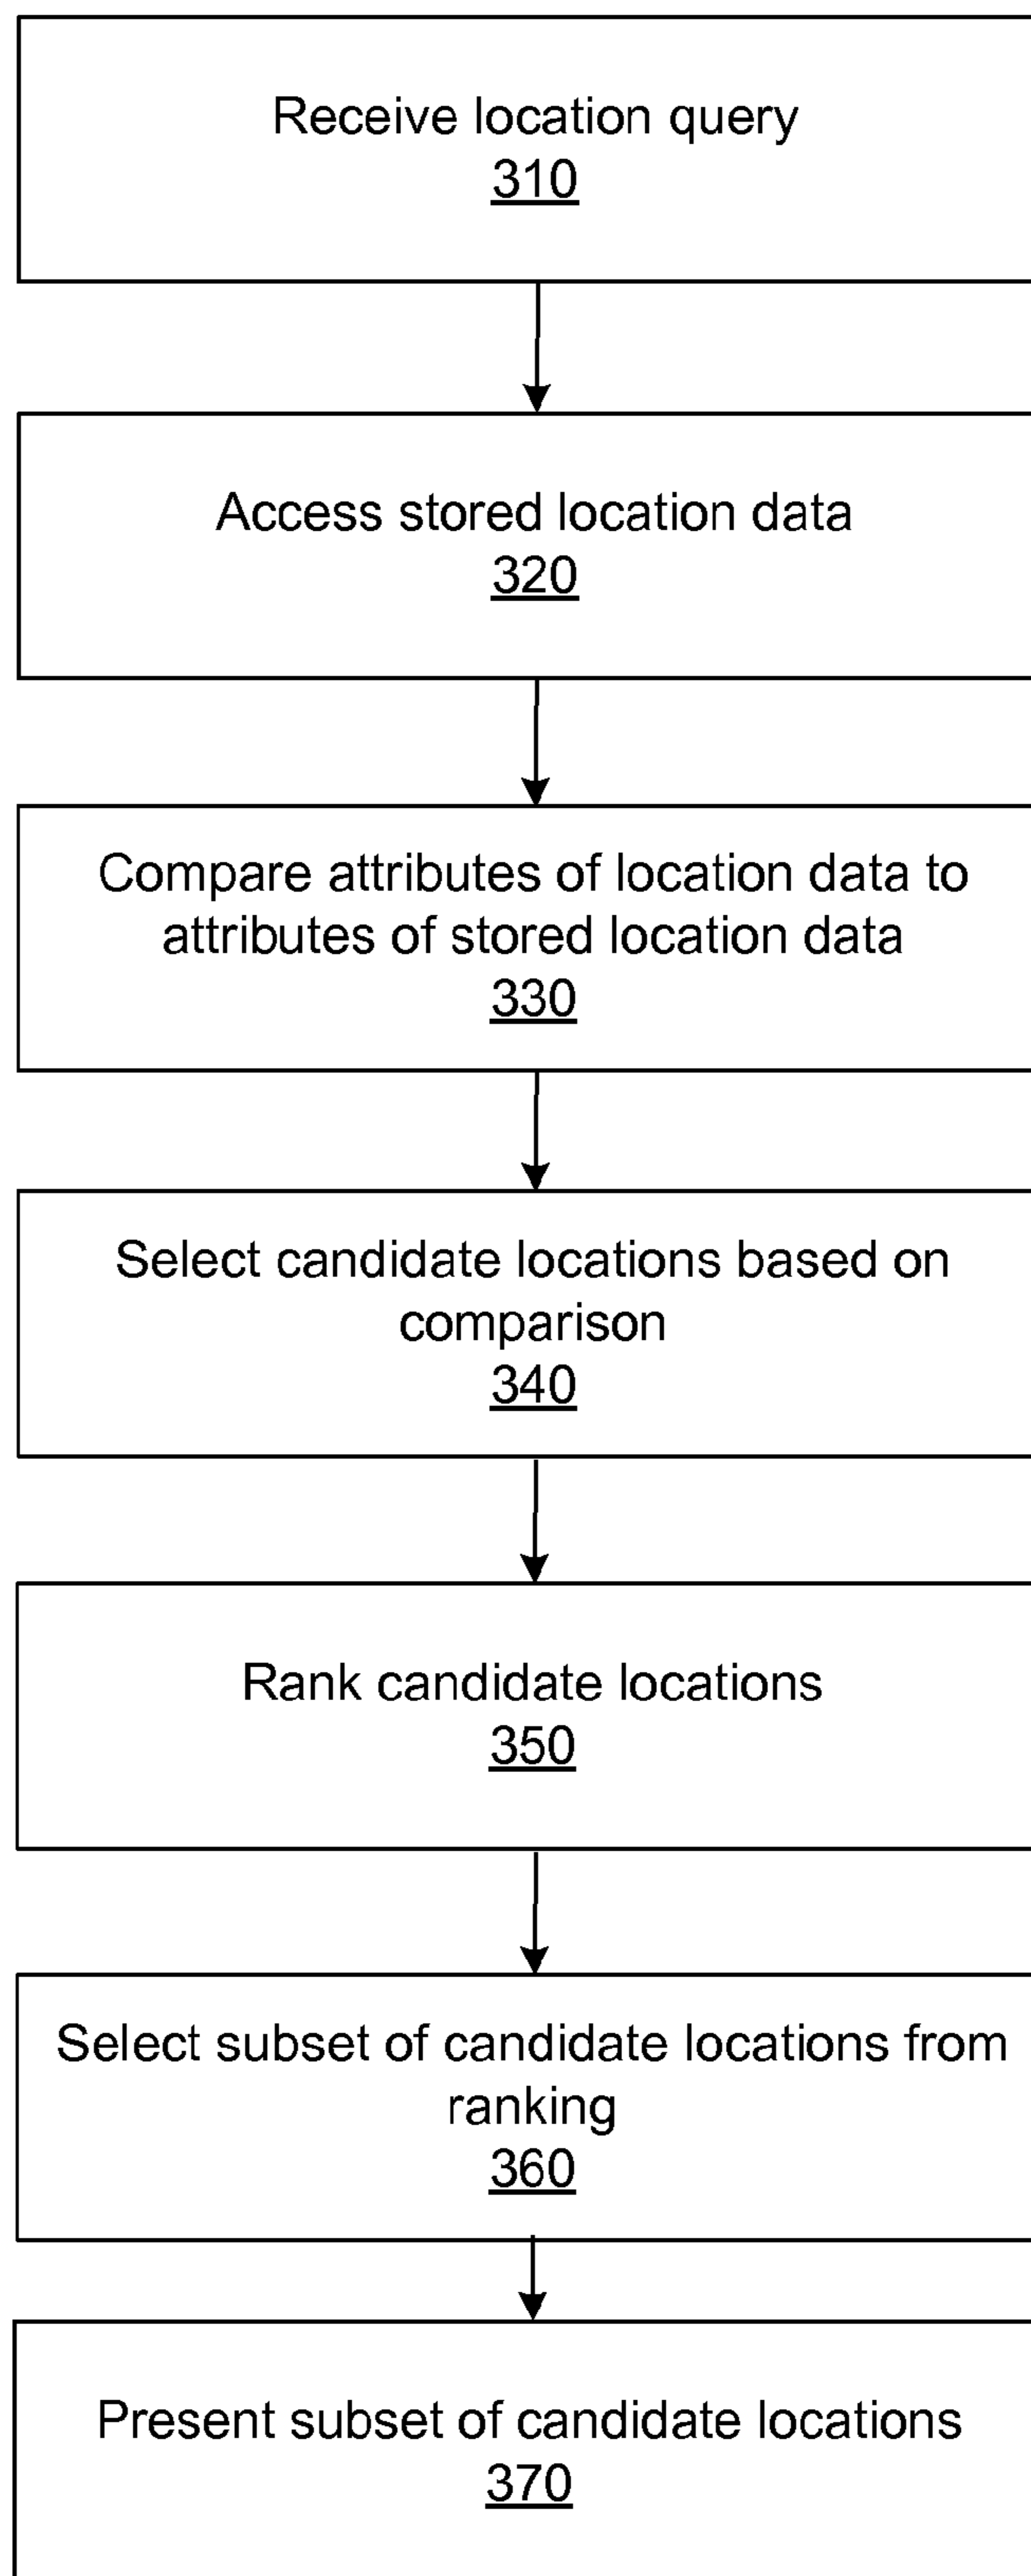 Receive location query
310
Access stored location data
320
Compare attributes of location data to
attributes of stored location data
330
Select candidate locations based on
comparison
340
Rank candidate locations
350
Select subset of candidate locations from
ranking
360
Present subset of candidate locations
370